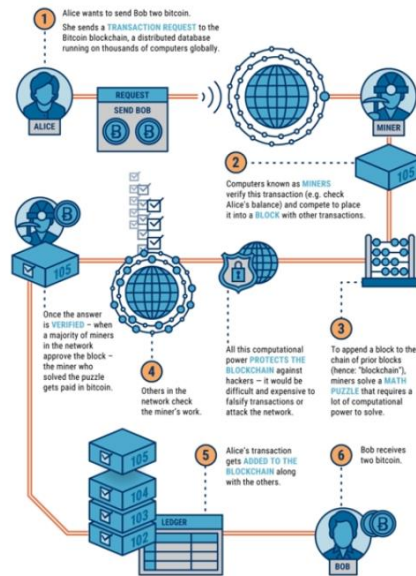 1
Alice wants to send Bob two bitcoin.
She sends a TRANSACTION REQUEST to the
Bitcoin blockchain, a distributed database
running on thousands of computers globally.
ALICE
REQUEST
SEND BOB
MINER
105
2
Computers known as MINERS
verify this transaction (e.g. check
Alice's balance) and compete to place
it into a BLOCK with other transactions.
3
To append a block to the
chain of prior blocks
(hence: "blockchain"),
miners solve a MATH
PUZZLE that requires a
lot of computational
power to solve.
All this computational
power PROTECTS THE
BLOCKCHAIN against
hackers — it would be
difficult and expensive to
falsify transactions or
attack the network.
4
Others in the
network check
the miner's work.
105
Once the answer
is VERIFIED – when
a majority of miners
in the network
approve the block –
the miner who
solved the puzzle
gets paid in bitcoin.
105
104
103
102
LEDGER
5
Alice's transaction
gets ADDED TO THE
BLOCKCHAIN along
with the others.
6
Bob receives
two bitcoin.
BOB